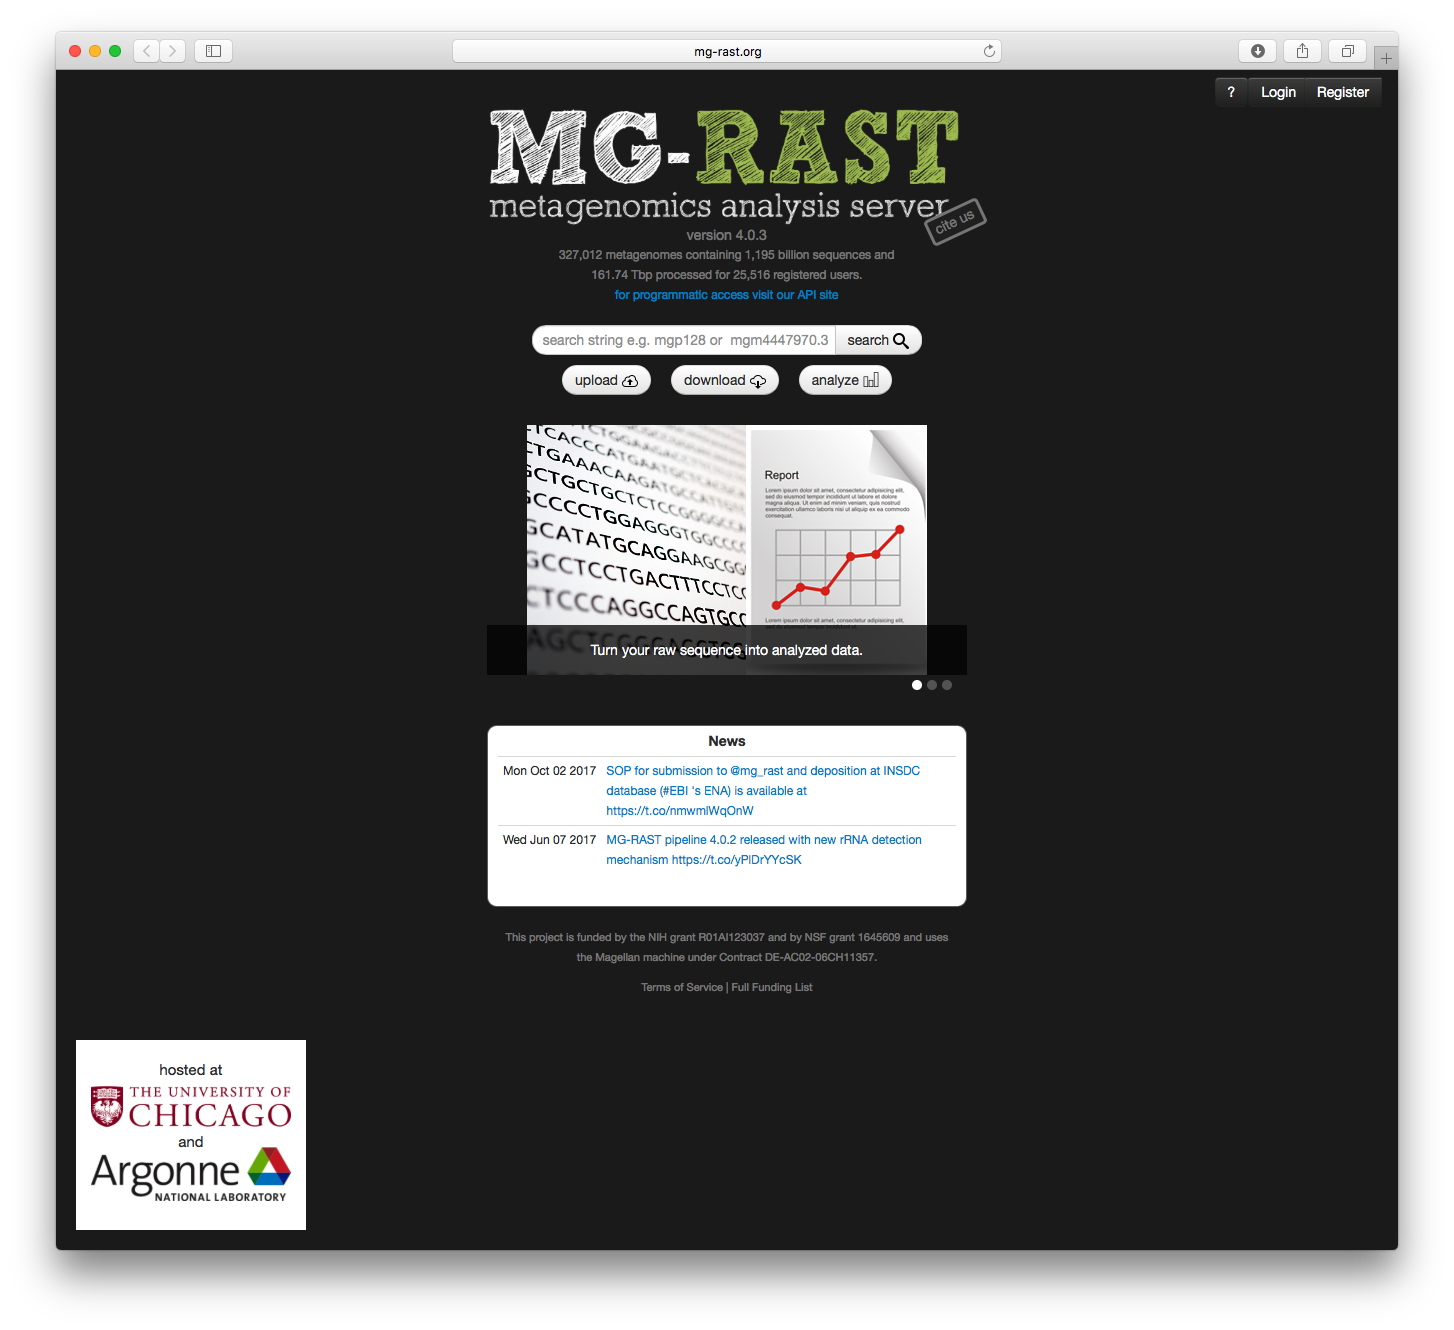 mg-rast.org
? Login Register
MG-RAST
metagenomics analysis server
cite us
version 4.0.3
327,012 metagenomes containing 1,195 billion sequences and
161.74 Tbp processed for 25,516 registered users.
for programmatic access visit our API site
search string e.g. mgp128 or mgm4447970.3 search
upload download analyze
GCTGCTGCTCTCCGGGGCCA
GCCCCTGGAGGGTGGCCCC
GCATATGCAGGAAGCGG
GCCTCCTGACTTTCCTCC
CTCCCAGGCCAGTGCC
Report
Lorem ipsum dolor sit amet, consectetur adipisicing elit,
sed do eiusmod tempor incididunt ut labore et dolore
magna aliqua. Ut enim ad minim veniam, quis nostrud
exercitation ullamco laboris nisi ut aliquip ex ea commodo
consequat.
Lorem ipsum dolor sit amet, consectetur adipisicing elit,
Turn your raw sequence into analyzed data.
News
Mon Oct 02 2017 SOP for submission to @mg_rast and deposition at INSDC
database (#EBI 's ENA) is available at
https://t.co/nmwmlWqOnW
Wed Jun 07 2017 MG-RAST pipeline 4.0.2 released with new rRNA detection
mechanism https://t.co/yPlDrYYcSK
This project is funded by the NIH grant R01AI123037 and by NSF grant 1645609 and uses
the Magellan machine under Contract DE-AC02-06CH11357.
Terms of Service | Full Funding List
hosted at
THE UNIVERSITY OF
CHICAGO
and
Argonne
NATIONAL LABORATORY